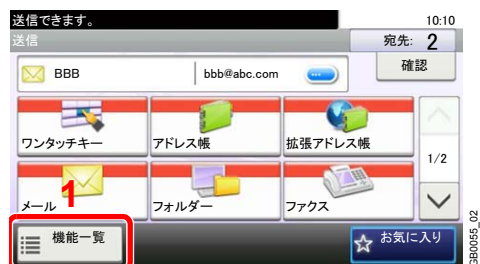 送信できます。 10:10
送信 宛先: 2
BBB bbb@abc.com 確認
ワンタッチキー アドレス帳 拡張アドレス帳
1/2
メール フォルダー ファクス
1
機能一覧 お気に入り
GB0055_02